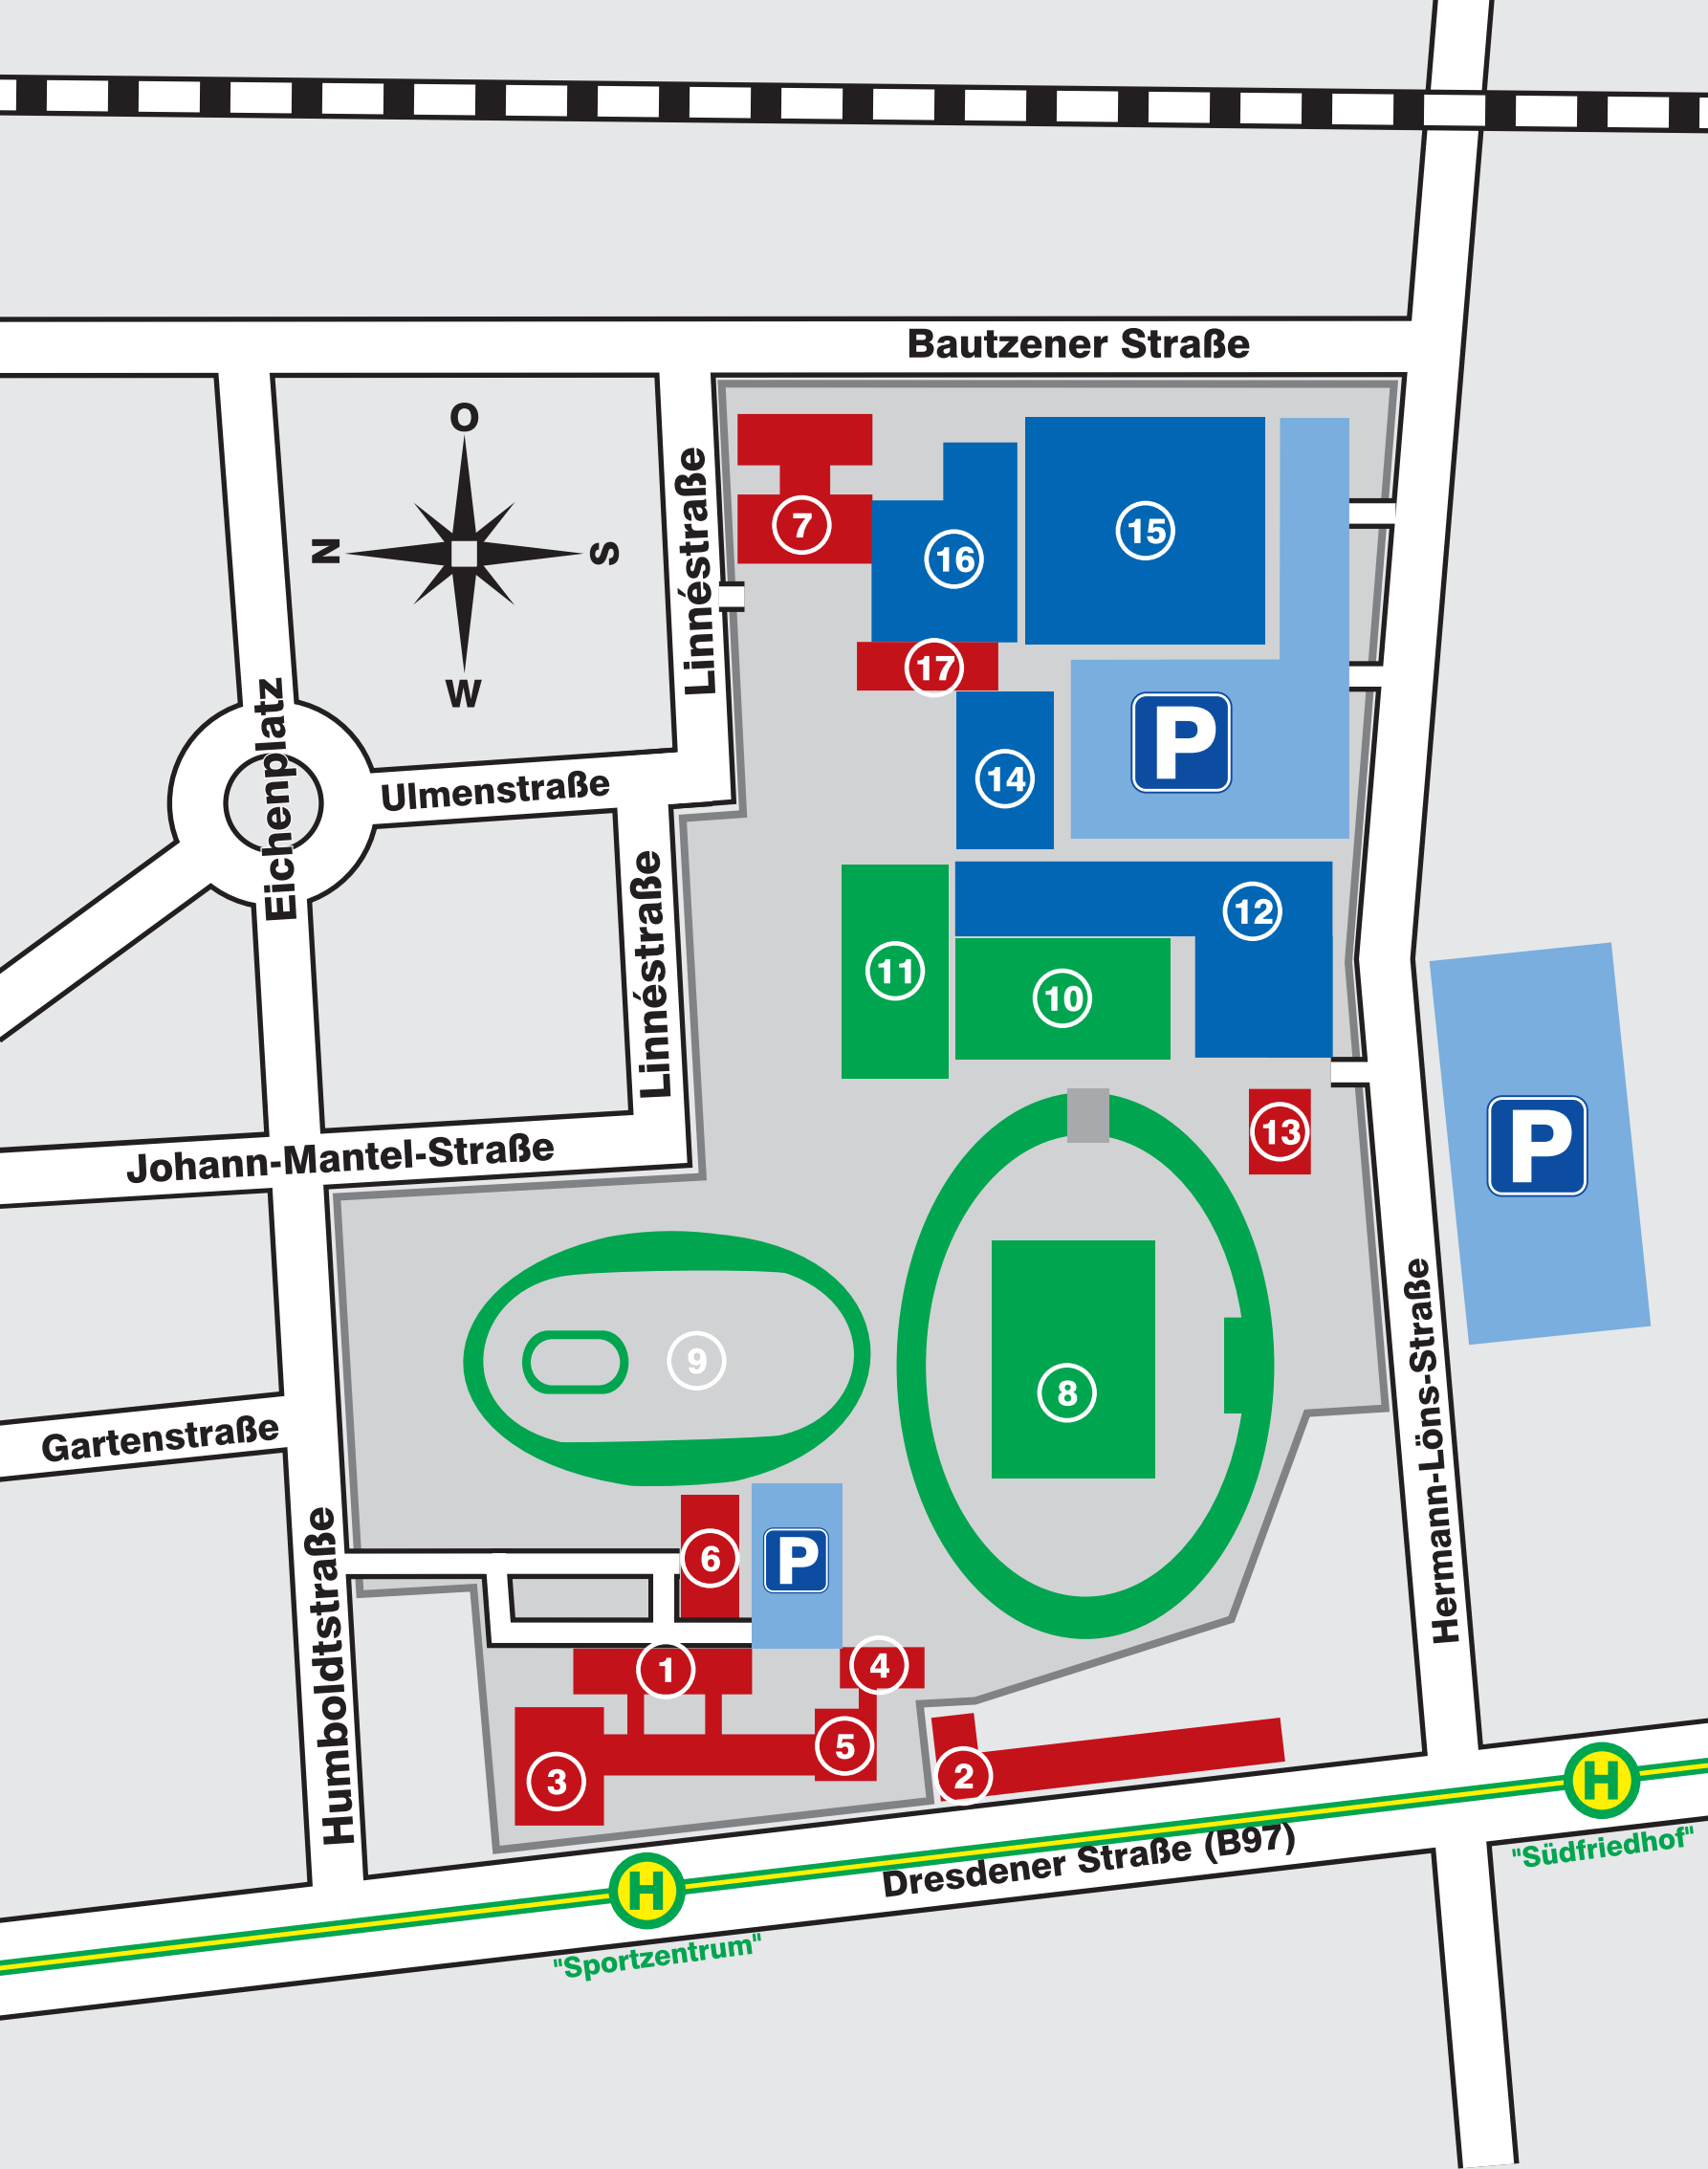 Bautzener Straße
O
N
S
W
Linnéstraße
7
16
15
17
P
14
Eichenplatz
Ulmenstraße
Linnéstraße
12
11
10
13
P
Johann-Mantel-Straße
9
8
Hermann-Löns-Straße
Gartenstraße
Humboldtstraße
6
P
1
4
5
3
2
H
"Südfriedhof"
Dresdener Straße (B97)
H
"Sportzentrum"